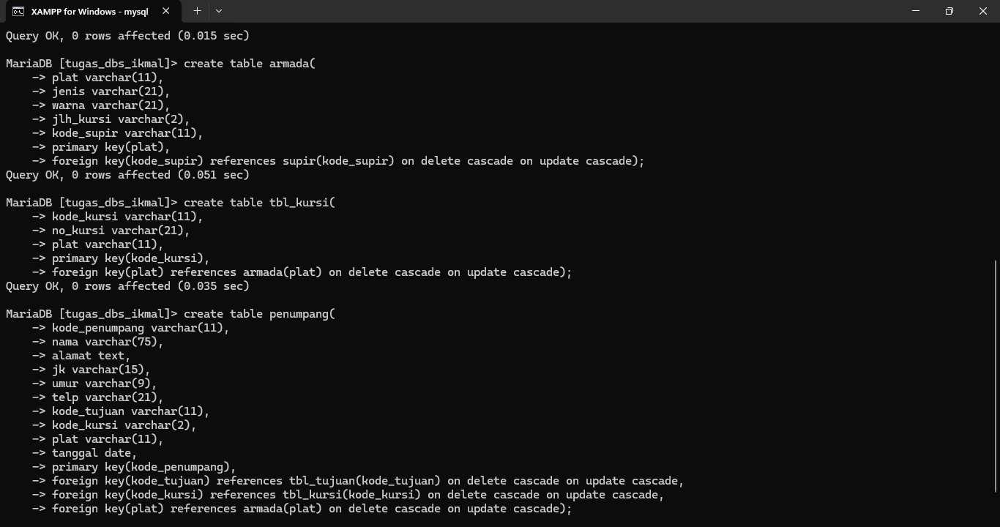 XAMPP for Windows - mysql
Query OK, 0 rows affected (0.015 sec)
MariaDB [tugas_dbs_ikmal]> create table armada(
-> plat varchar(11),
-> jenis varchar(21),
-> warna varchar(21),
-> jlh_kursi varchar(2),
-> kode_supir varchar(11),
-> primary key(plat),
-> foreign key(kode_supir) references supir(kode_supir) on delete cascade on update cascade);
Query OK, 0 rows affected (0.051 sec)
MariaDB [tugas_dbs_ikmal]> create table tbl_kursi(
-> kode_kursi varchar(11),
-> no_kursi varchar(21),
-> plat varchar(11),
-> primary key(kode_kursi),
-> foreign key(plat) references armada(plat) on delete cascade on update cascade);
Query OK, 0 rows affected (0.035 sec)
MariaDB [tugas_dbs_ikmal]> create table penumpang(
-> kode_penumpang varchar(11),
-> nama varchar(75),
-> alamat text,
-> jk varchar(15),
-> umur varchar(9),
-> telp varchar(21),
-> kode_tujuan varchar(11),
-> kode_kursi varchar(2),
-> plat varchar(11),
-> tanggal date,
-> primary key(kode_penumpang),
-> foreign key(kode_tujuan) references tbl_tujuan(kode_tujuan) on delete cascade on update cascade,
-> foreign key(kode_kursi) references tbl_kursi(kode_kursi) on delete cascade on update cascade,
-> foreign key(plat) references armada(plat) on delete cascade on update cascade);